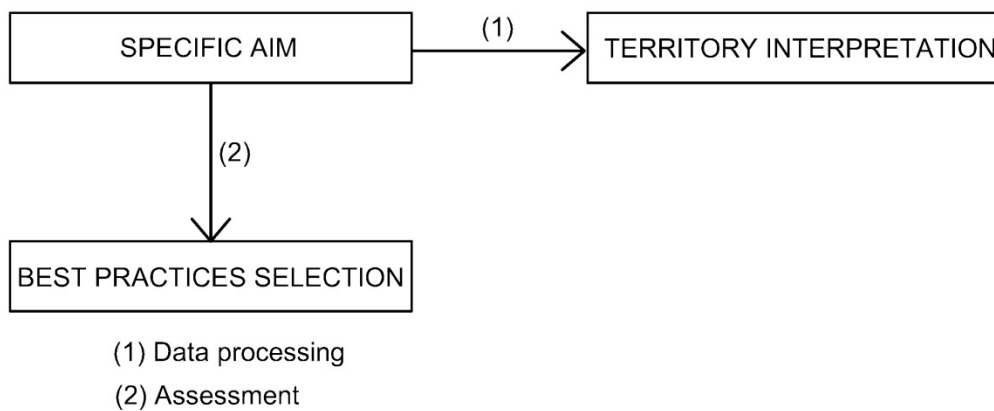 SPECIFIC AIM
(1)
TERRITORY INTERPRETATION
(2)
BEST PRACTICES SELECTION
(1) Data processing
(2) Assessment